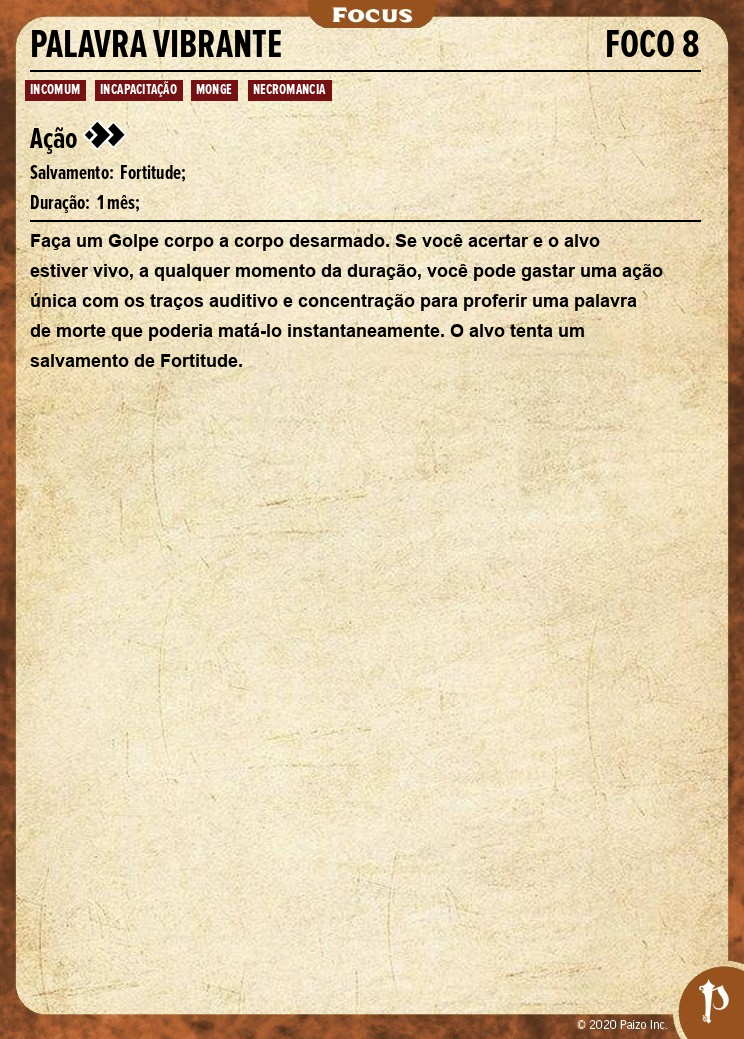 Focus
PALAVRA VIBRANTE FOCO 8
INCOMUM INCAPACITAÇÃO MONGE NECROMANCIA
Ação
Salvamento: Fortitude;
Duração: 1 mês;
Faça um Golpe corpo a corpo desarmado. Se você acertar e o alvo
estiver vivo, a qualquer momento da duração, você pode gastar uma ação
única com os traços auditivo e concentração para proferir uma palavra
de morte que poderia matá-lo instantaneamente. O alvo tenta um
salvamento de Fortitude.
© 2020 Paizo Inc.